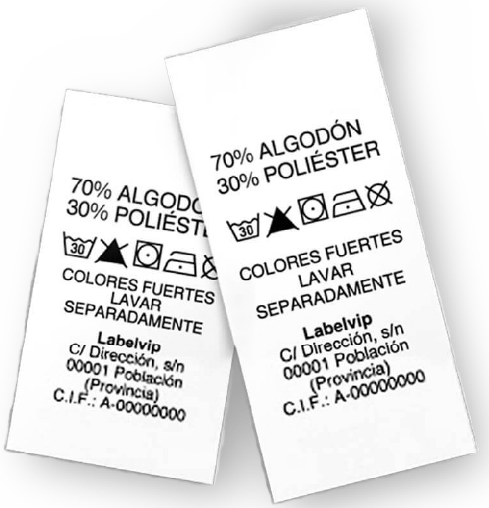 70% ALGODÓN
30% POLIÉSTER
30
COLORES FUERTES
LAVAR
SEPARADAMENTE
Labelvip
C/ Dirección, s/n
00001 Población
(Provincia)
C.I.F.: A-00000000
70% ALGODÓ
30% POLIÉSTE
30
COLORES FUERTES
LAVAR
SEPARADAMENTE
Labelvip
C/ Dirección, s/n
00001 Población
(Provincia)
C.I.F.: A-00000000